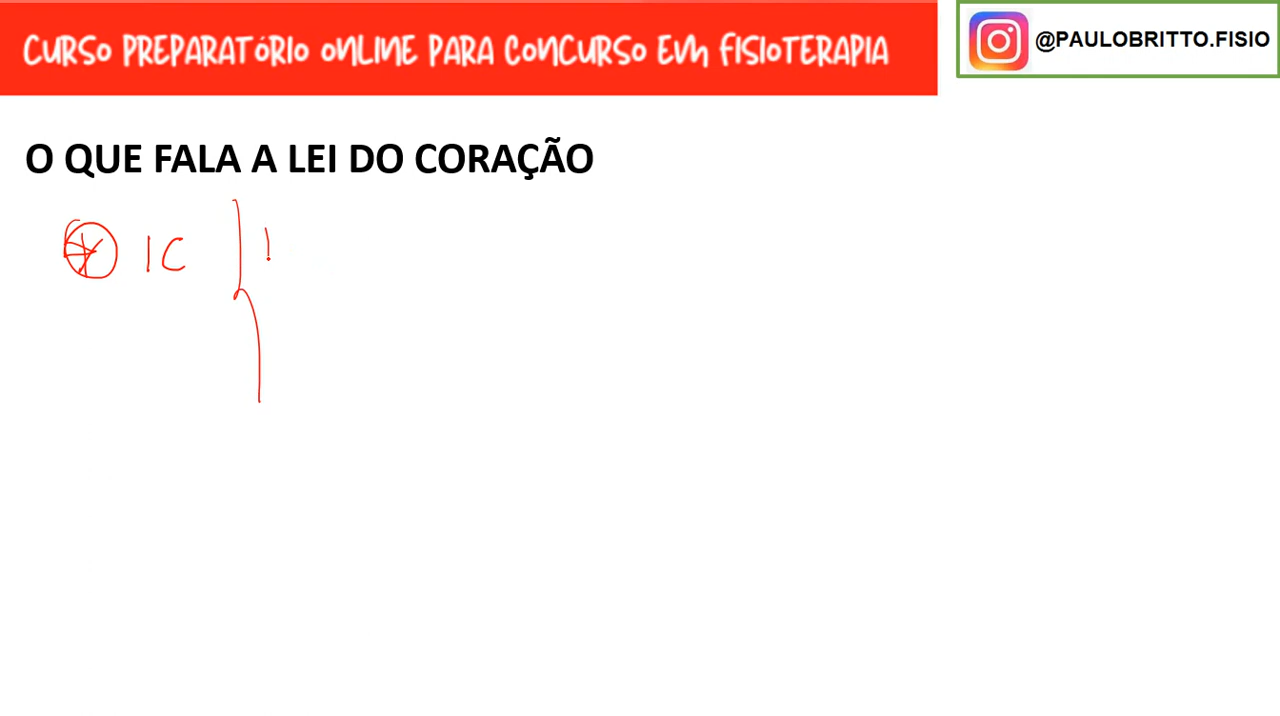 CURSO PREPARATÓRIO ONLINE PARA CONCURSO EM FISIOTERAPIA
@PAULOBRITTO.FISIO
O QUE FALA A LEI DO CORAÇÃO
IC